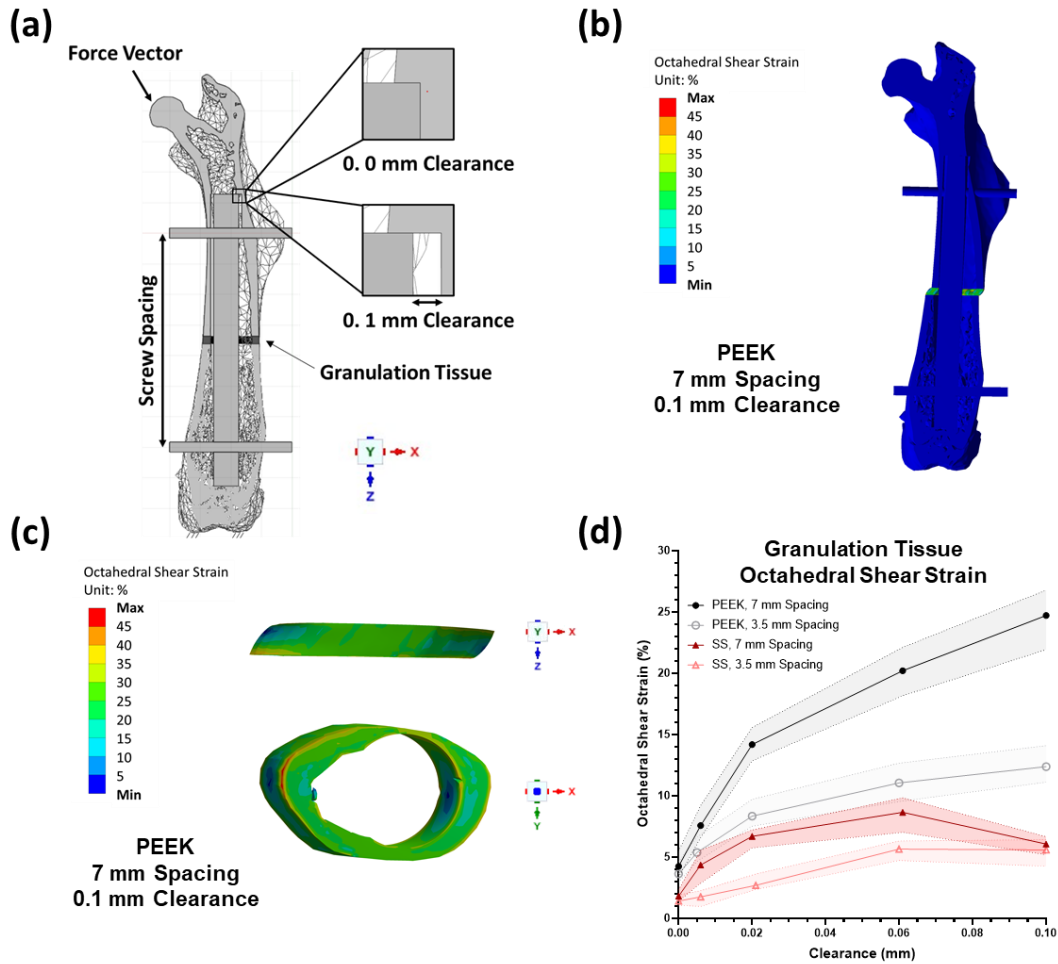 (a)
Force Vector
0. 0 mm Clearance
0. 1 mm Clearance
Screw Spacing
Granulation Tissue
Y
X
Z
(b)
Octahedral Shear Strain
Unit: %
Max
45
40
35
30
25
20
15
10
5
Min
PEEK
7 mm Spacing
0.1 mm Clearance
(c)
Octahedral Shear Strain
Unit: %
Max
45
40
35
30
25
20
15
10
5
Min
Y
X
Z
X
Y
PEEK
7 mm Spacing
0.1 mm Clearance
(d)
Granulation Tissue
Octahedral Shear Strain
PEEK, 7 mm Spacing
PEEK, 3.5 mm Spacing
SS, 7 mm Spacing
SS, 3.5 mm Spacing
Octahedral Shear Strain (%)
30
25
20
15
10
5
0
0.00
0.02
0.04
0.06
0.08
0.10
Clearance (mm)